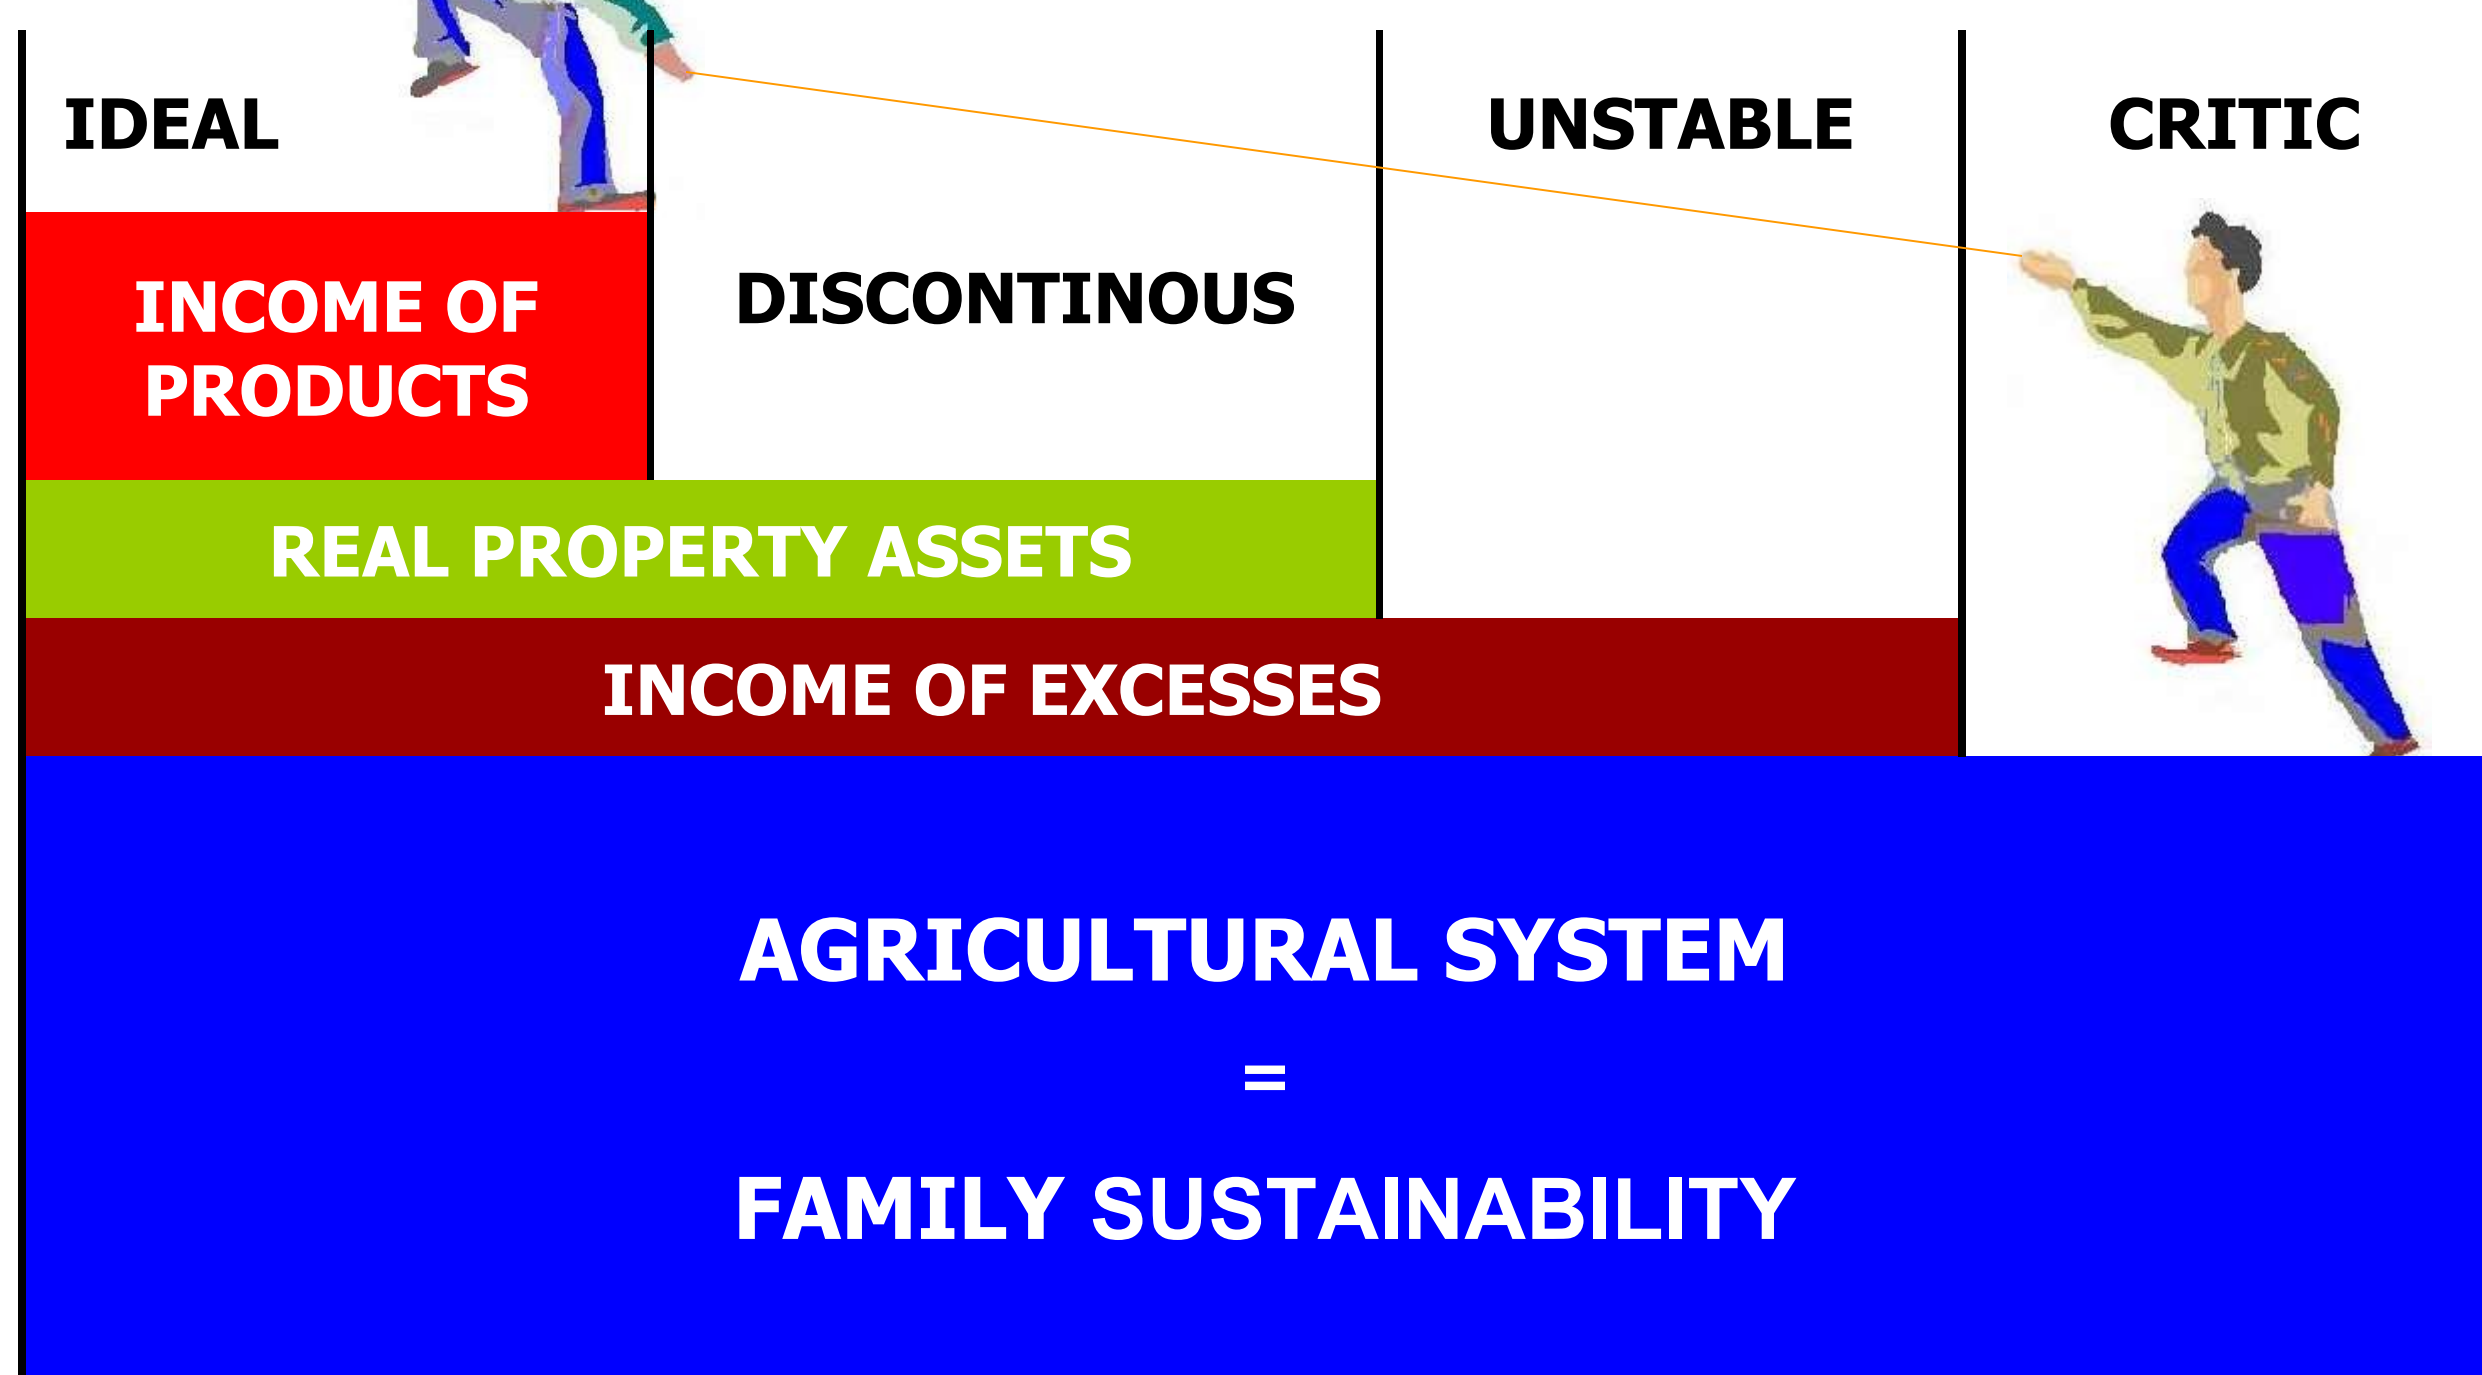 IDEAL
UNSTABLE
CRITIC
DISCONTINOUS
INCOME OF
PRODUCTS
REAL PROPERTY ASSETS
INCOME OF EXCESSES
AGRICULTURAL SYSTEM
=
FAMILY SUSTAINABILITY